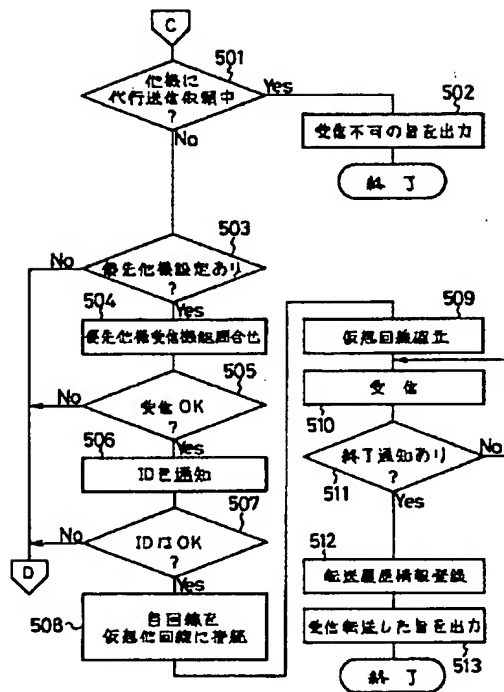 C
501
他機に
代行送信依頼中
?
Yes
No
502
受信不可の旨を出力
終了
503
優先他機設定あり
?
No
Yes
504
優先他機受信機能問合せ
505
受信OK
?
No
Yes
506
IDを通知
507
IDはOK
?
No
Yes
D
508
自回線を
仮想他回線に接続
509
仮想回線確立
受信
510
終了通知あり
?
No
511
Yes
512
転送履歴情報登録
受信転送した旨を出力
513
終了